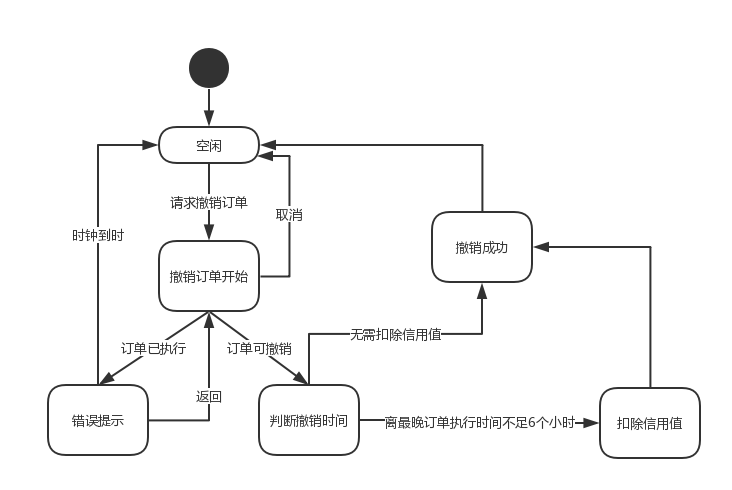 空闲
请求撤销订单
取消
时钟到时
撤销成功
撤销订单开始
无需扣除信用值
订单已执行
订单可撤销
返回
错误提示
判断撤销时间
离最晚订单执行时间不足6个小时
扣除信用值